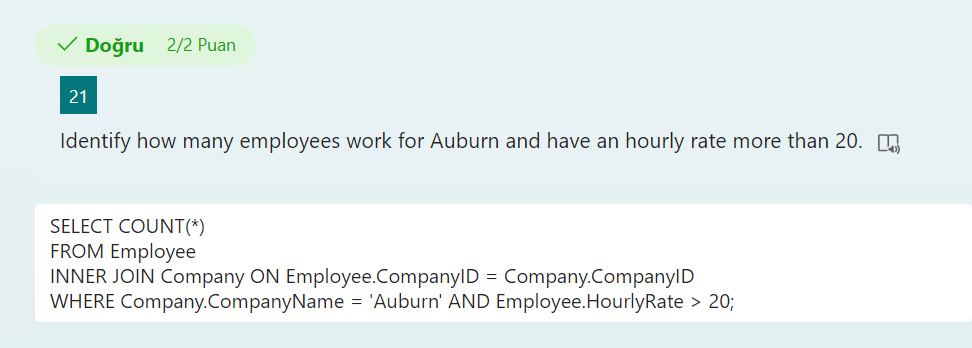 Doğru 2/2 Puan
21
Identify how many employees work for Auburn and have an hourly rate more than 20.
SELECT COUNT(*)
FROM Employee
INNER JOIN Company ON Employee.CompanyID = Company.CompanyID
WHERE Company.CompanyName = 'Auburn' AND Employee.HourlyRate > 20;